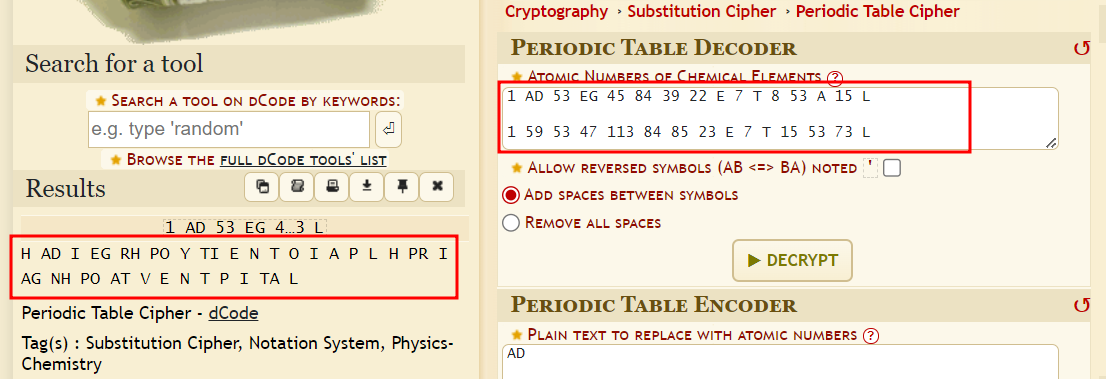 Search for a tool
★ SEARCH A TOOL ON DCODE BY KEYWORDS:
e.g. type 'random'
★ BROWSE THE FULL DCODE TOOLS' LIST
Results
1 AD 53 EG 4…3 L
H AD I EG RH PO Y TI E N T O I A P L H PR I
AG NH PO AT V E N T P I TA L
Periodic Table Cipher - dCode
Tag(s) : Substitution Cipher, Notation System, Physics-
Chemistry
Cryptography › Substitution Cipher › Periodic Table Cipher
PERIODIC TABLE DECODER
★ ATOMIC NUMBERS OF CHEMICAL ELEMENTS ?
1 AD 53 EG 45 84 39 22 E 7 T 8 53 A 15 L
1 59 53 47 113 84 85 23 E 7 T 15 53 73 L
★ ALLOW REVERSED SYMBOLS (AB <=> BA) NOTED '
ADD SPACES BETWEEN SYMBOLS
REMOVE ALL SPACES
▶ DECRYPT
PERIODIC TABLE ENCODER
★ PLAIN TEXT TO REPLACE WITH ATOMIC NUMBERS ?
AD